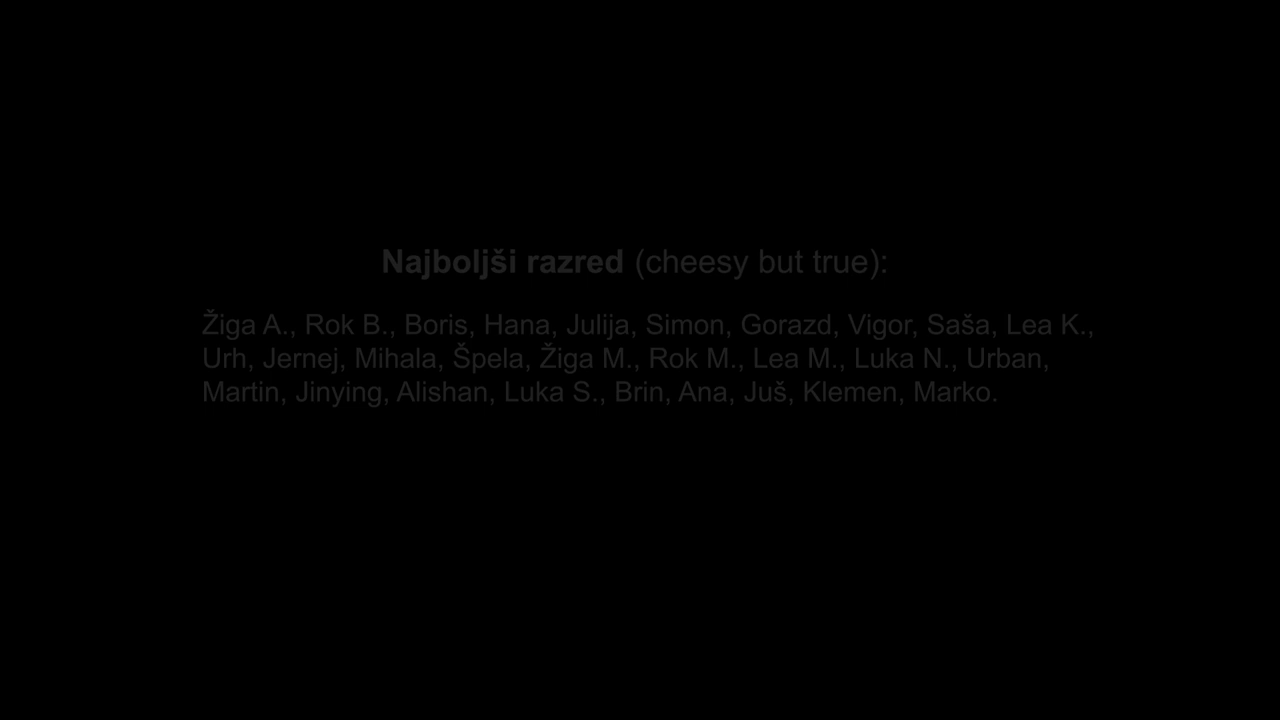 Najboljši razred (cheesy but true):
Žiga A., Rok B., Boris, Hana, Julija, Simon, Gorazd, Vigor, Saša, Lea K.,
Urh, Jernej, Mihala, Špela, Žiga M., Rok M., Lea M., Luka N., Urban,
Martin, Jinying, Alishan, Luka S., Brin, Ana, Juš, Klemen, Marko.